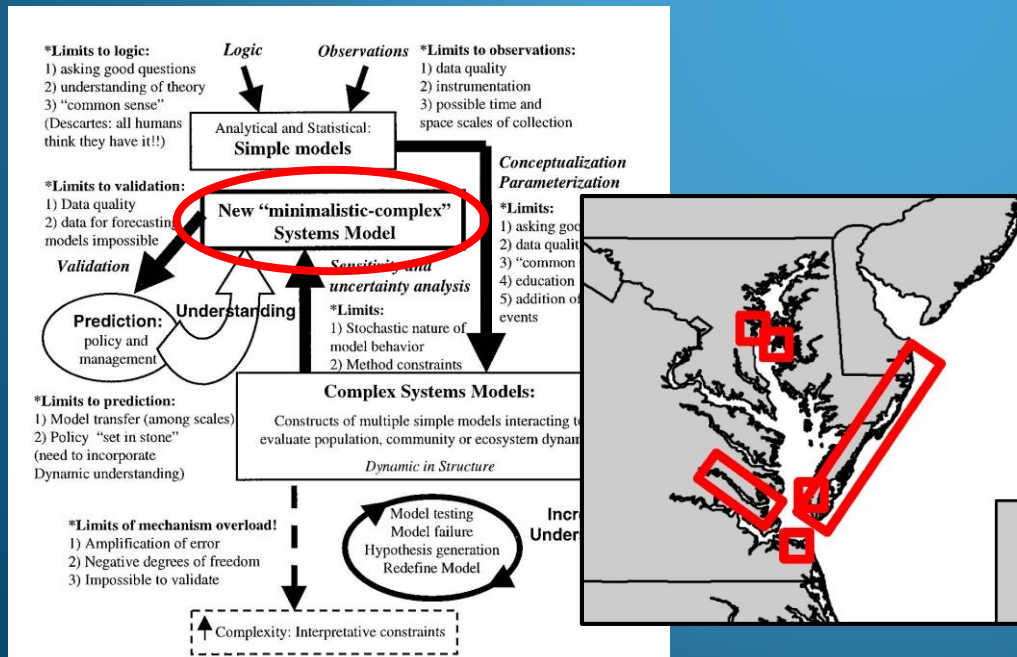 *Limits to logic:
1) asking good questions
2) understanding of theory
3) “common sense”
(Descartes: all humans
think they have it!!)
Logic
Observations
*Limits to observations:
1) data quality
2) instrumentation
3) possible time and
space scales of collection
Analytical and Statistical:
Simple models
Conceptualization
Parameterization
*Limits:
1) asking goo
2) data qualit
3) “common
4) education
5) addition of
events
*Limits to validation:
1) Data quality
2) data for forecasting
models impossible
Validation
New “minimalistic-complex”
Systems Model
Sensitivity and
uncertainty analysis
*Limits:
1) Stochastic nature of
model behavior
2) Method constraints
Understanding
Prediction:
policy and
management
*Limits to prediction:
1) Model transfer (among scales)
2) Policy “set in stone”
(need to incorporate
Dynamic understanding)
Complex Systems Models:
Constructs of multiple simple models interacting to
evaluate population, community or ecosystem dynam
Dynamic in Structure
*Limits of mechanism overload!
1) Amplification of error
2) Negative degrees of freedom
3) Impossible to validate
Model testing
Model failure
Hypothesis generation
Redefine Model
Incre
Unders
Complexity: Interpretative constraints